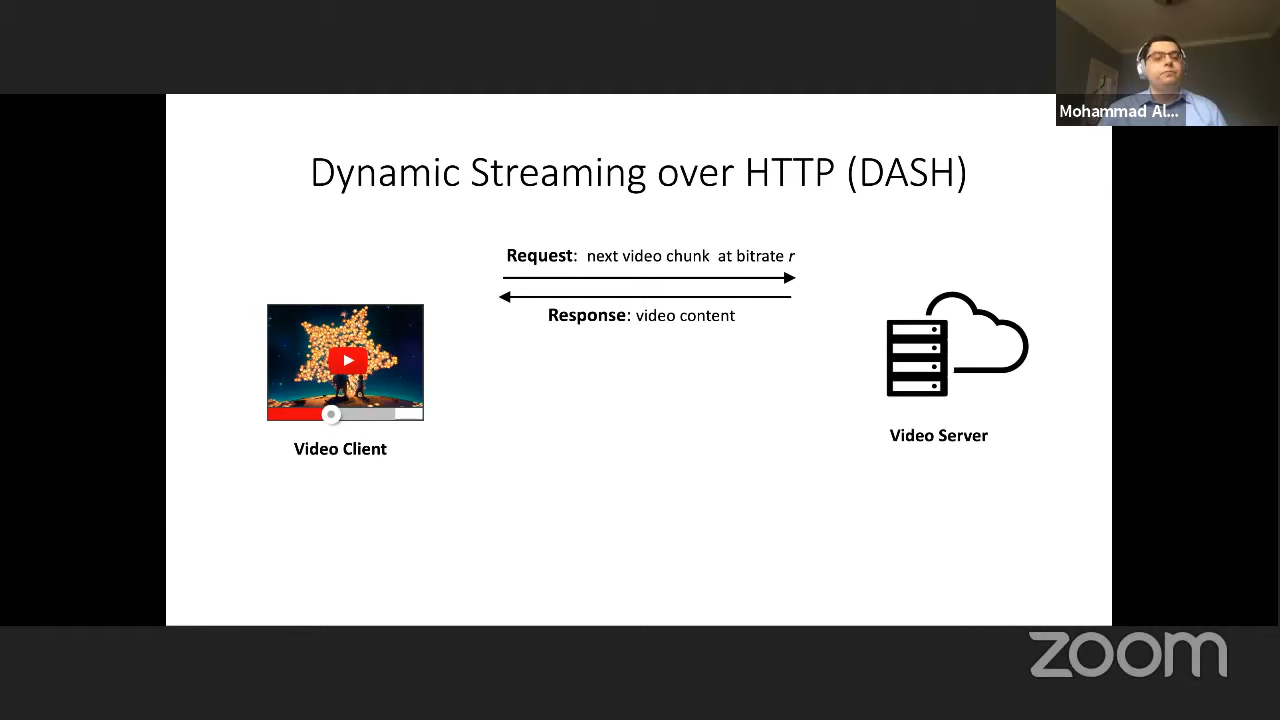 Mohammad Al...
Dynamic Streaming over HTTP (DASH)
Request: next video chunk at bitrate r
Response: video content
Video Client
Video Server
zoom